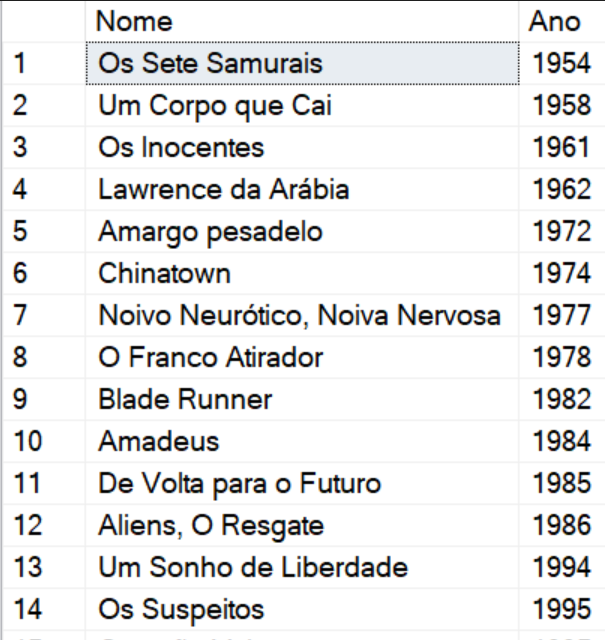 Nome Ano
1 Os Sete Samurais 1954
2 Um Corpo que Cai 1958
3 Os Inocentes 1961
4 Lawrence da Arábia 1962
5 Amargo pesadelo 1972
6 Chinatown 1974
7 Noivo Neurótico, Noiva Nervosa 1977
8 O Franco Atirador 1978
9 Blade Runner 1982
10 Amadeus 1984
11 De Volta para o Futuro 1985
12 Aliens, O Resgate 1986
13 Um Sonho de Liberdade 1994
14 Os Suspeitos 1995